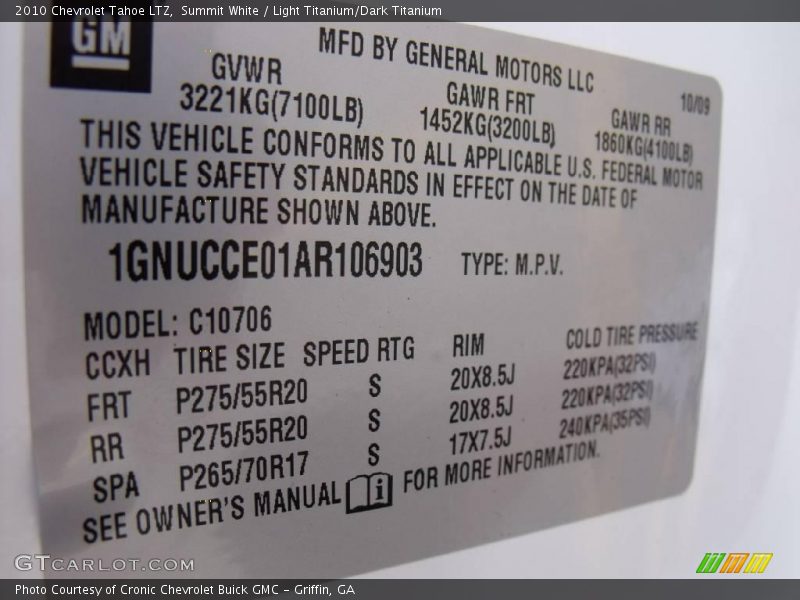 2010 Chevrolet Tahoe LTZ,  Summit White / Light Titanium/Dark Titanium
GM
MFD BY GENERAL MOTORS LLC
10/09
GVWR GAWR FRT GAWR RR
3221KG(7100LB) 1452KG(3200LB) 1860KG(4100LB)
THIS VEHICLE CONFORMS TO ALL APPLICABLE U.S. FEDERAL MOTOR
VEHICLE SAFETY STANDARDS IN EFFECT ON THE DATE OF
MANUFACTURE SHOWN ABOVE.
1GNUCCE01AR106903 TYPE: M.P.V.
MODEL: C10706
CCXH TIRE SIZE SPEED RTG RIM COLD TIRE PRESSURE
FRT P275/55R20 S 20X8.5J 220KPA(32PSI)
RR P275/55R20 S 20X8.5J 220KPA(32PSI)
SPA P265/70R17 S 17X7.5J 240KPA(35PSI)
SEE OWNER'S MANUAL i FOR MORE INFORMATION.
GTCARLOT.COM
Photo Courtesy of Cronic Chevrolet Buick GMC – Griffin, GA